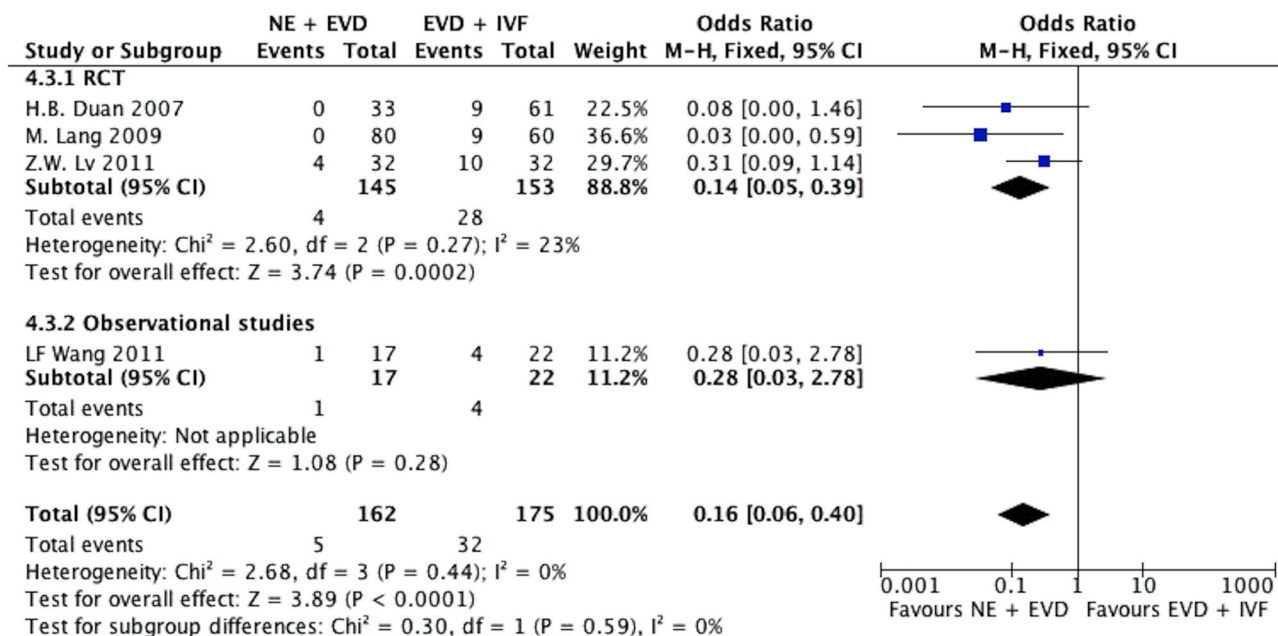 NE + EVD EVD + IVF Odds Ratio Odds Ratio
Study or Subgroup Events Total Events Total Weight M-H, Fixed, 95% CI M-H, Fixed, 95% CI
4.3.1 RCT
H.B. Duan 2007 0 33 9 61 22.5% 0.08 [0.00, 1.46]
M. Lang 2009 0 80 9 60 36.6% 0.03 [0.00, 0.59]
Z.W. Lv 2011 4 32 10 32 29.7% 0.31 [0.09, 1.14]
Subtotal (95% CI) 145 153 88.8% 0.14 [0.05, 0.39]
Total events 4 28
Heterogeneity: Chi² = 2.60, df = 2 (P = 0.27); I² = 23%
Test for overall effect: Z = 3.74 (P = 0.0002)
4.3.2 Observational studies
LF Wang 2011 1 17 4 22 11.2% 0.28 [0.03, 2.78]
Subtotal (95% CI) 17 22 11.2% 0.28 [0.03, 2.78]
Total events 1 4
Heterogeneity: Not applicable
Test for overall effect: Z = 1.08 (P = 0.28)
Total (95% CI) 162 175 100.0% 0.16 [0.06, 0.40]
Total events 5 32
Heterogeneity: Chi² = 2.68, df = 3 (P = 0.44); I² = 0%
Test for overall effect: Z = 3.89 (P < 0.0001)
Test for subgroup differences: Chi² = 0.30, df = 1 (P = 0.59), I² = 0%
0.001 0.1 1 10 1000
Favours NE + EVD Favours EVD + IVF